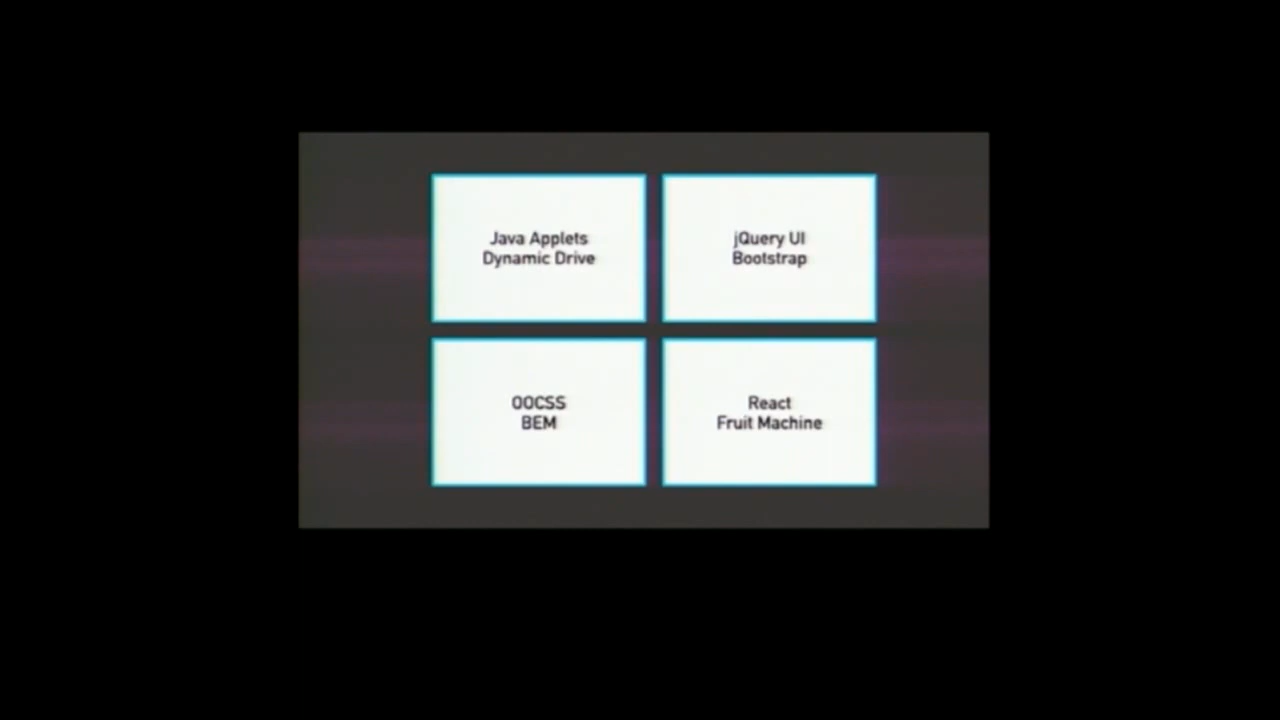 Java Applets
Dynamic Drive
jQuery UI
Bootstrap
OOCSS
BEM
React
Fruit Machine